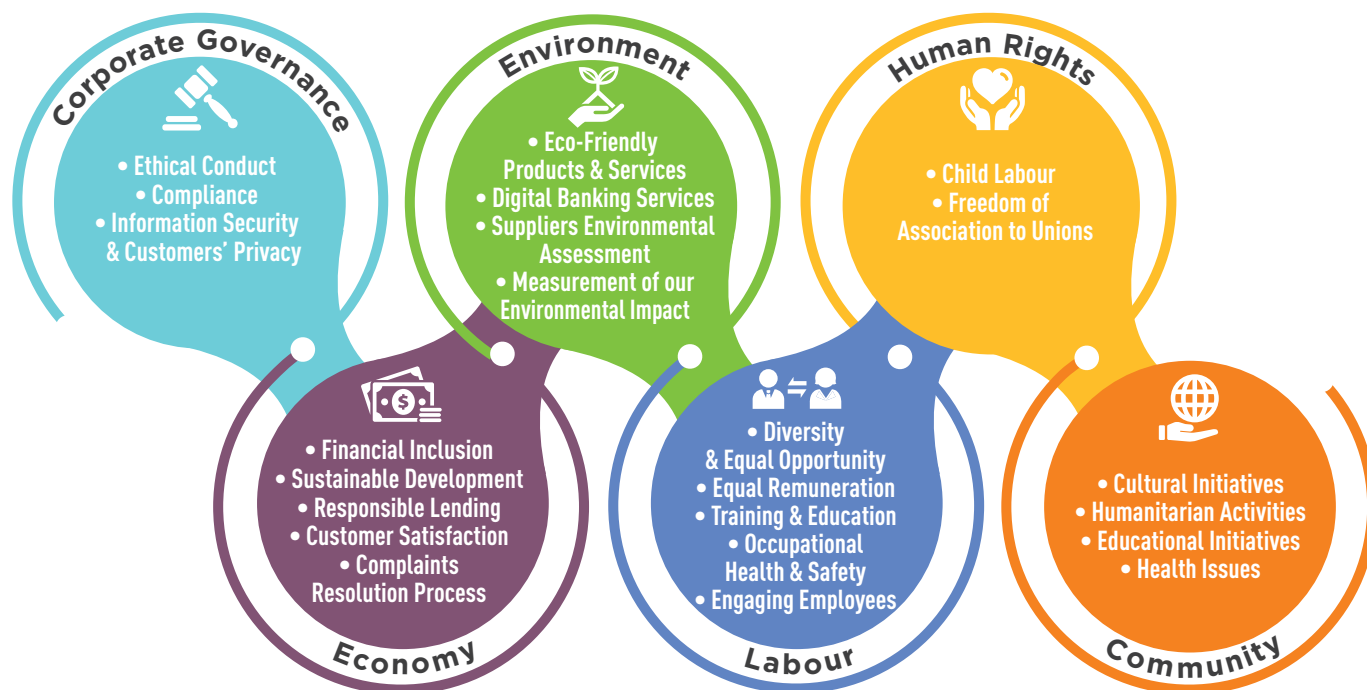 Corporate Governance
• Ethical Conduct
• Compliance
• Information Security
& Customers’ Privacy
Economy
• Financial Inclusion
• Sustainable Development
• Responsible Lending
• Customer Satisfaction
• Complaints
Resolution Process
Environment
• Eco-Friendly
Products & Services
• Digital Banking Services
• Suppliers Environmental
Assessment
• Measurement of our
Environmental Impact
Labour
• Diversity
& Equal Opportunity
• Equal Remuneration
• Training & Education
• Occupational
Health & Safety
• Engaging Employees
Human Rights
• Child Labour
• Freedom of
Association to Unions
Community
• Cultural Initiatives
• Humanitarian Activities
• Educational Initiatives
• Health Issues